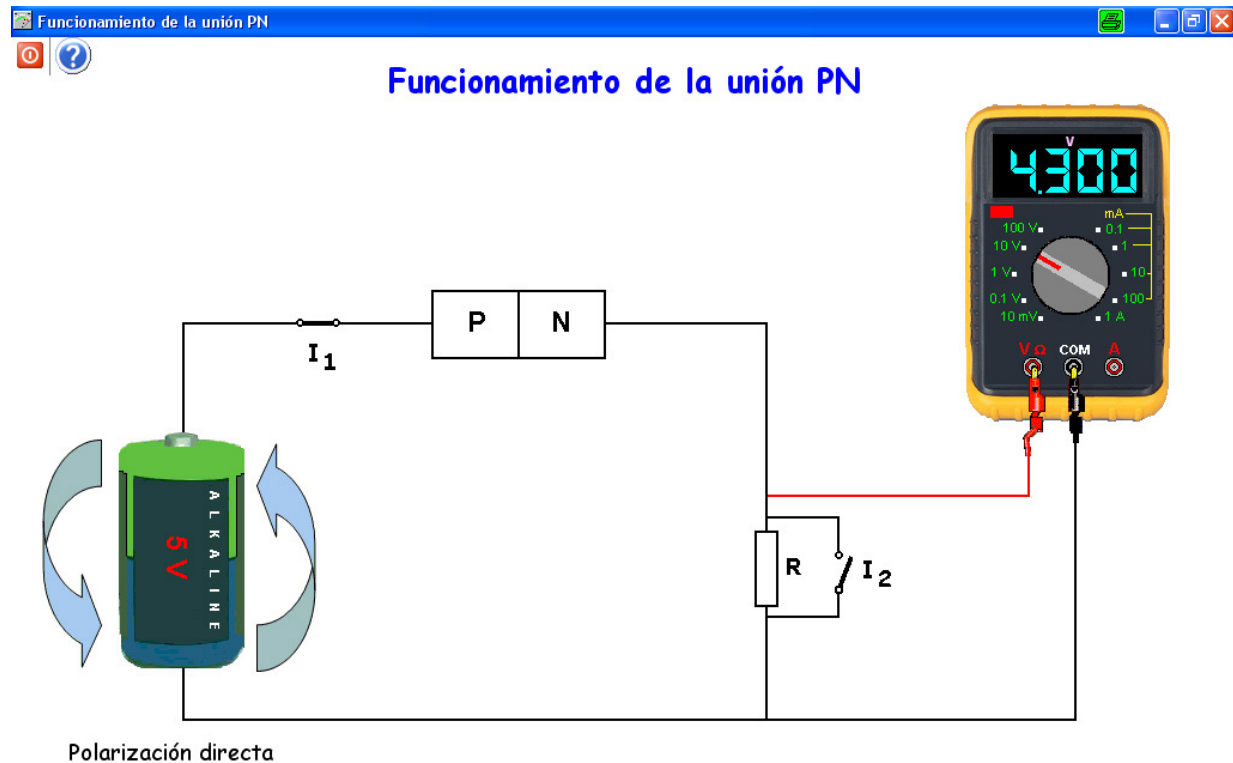 Funcionamiento de la unión PN
Funcionamiento de la unión PN
V
4.300
mA
100 V
0.1
10 V
1
1 V
10
0.1 V
100
10 mV
1 A
V Ω COM A
P N
I1
ALKALINE
5 V
R
I2
Polarización directa